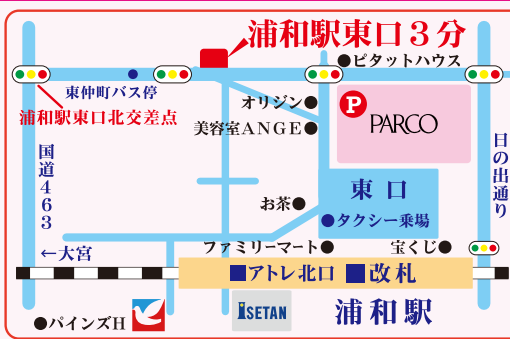 浦和駅東口３分
●ピタットハウス
東仲町バス停
浦和駅東口北交差点
オリジン●
美容室ANGE●
P
PARCO
国道463
日の出通り
東口
●タクシー乗場
お茶●
←大宮
ファミリーマート●
宝くじ●
■アトレ北口
■改札
●パインズH
ISETAN
浦和駅